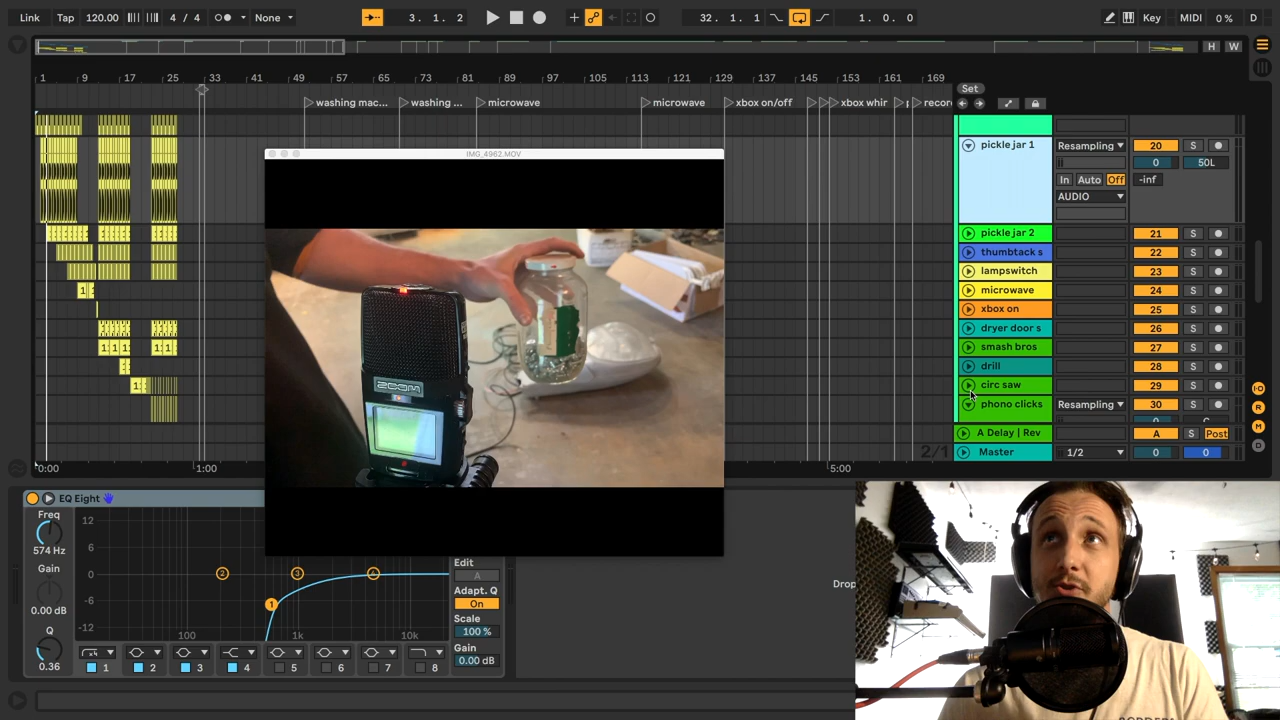 Link Tap 120.00 4 / 4 None 3. 1. 2 32. 1. 1 1. 0. 0 Key MIDI 0 % D
H W
1 9 17 25 33 41 49 57 65 73 81 89 97 105 113 121 129 137 145 153 161 169
Set
washing mac... washing ... microwave microwave xbox on/off xbox whir recor
IMG_4962.MOV
pickle jar 1 Resampling 20 S
0 50L
In Auto Off -inf
AUDIO
pickle jar 2 21 S
thumbtack s 22 S
lampswitch 23 S
microwave 24 S
xbox on 25 S
dryer door s 26 S
smash bros 27 S
drill 28 S
circ saw 29 S
phono clicks Resampling 30 S
A Delay | Rev A S Post
2/1 Master 1/2 0 0
0:00 1:00 5:00
zoom
EQ Eight
Freq
574 Hz
Gain
0.00 dB
Q
0.36
12
6
0
-6
-12
100 1k 10k
1 2 3 4 5 6 7 8
Edit
A
Adapt. Q
On
Scale
100 %
Gain
0.00 dB
Drop